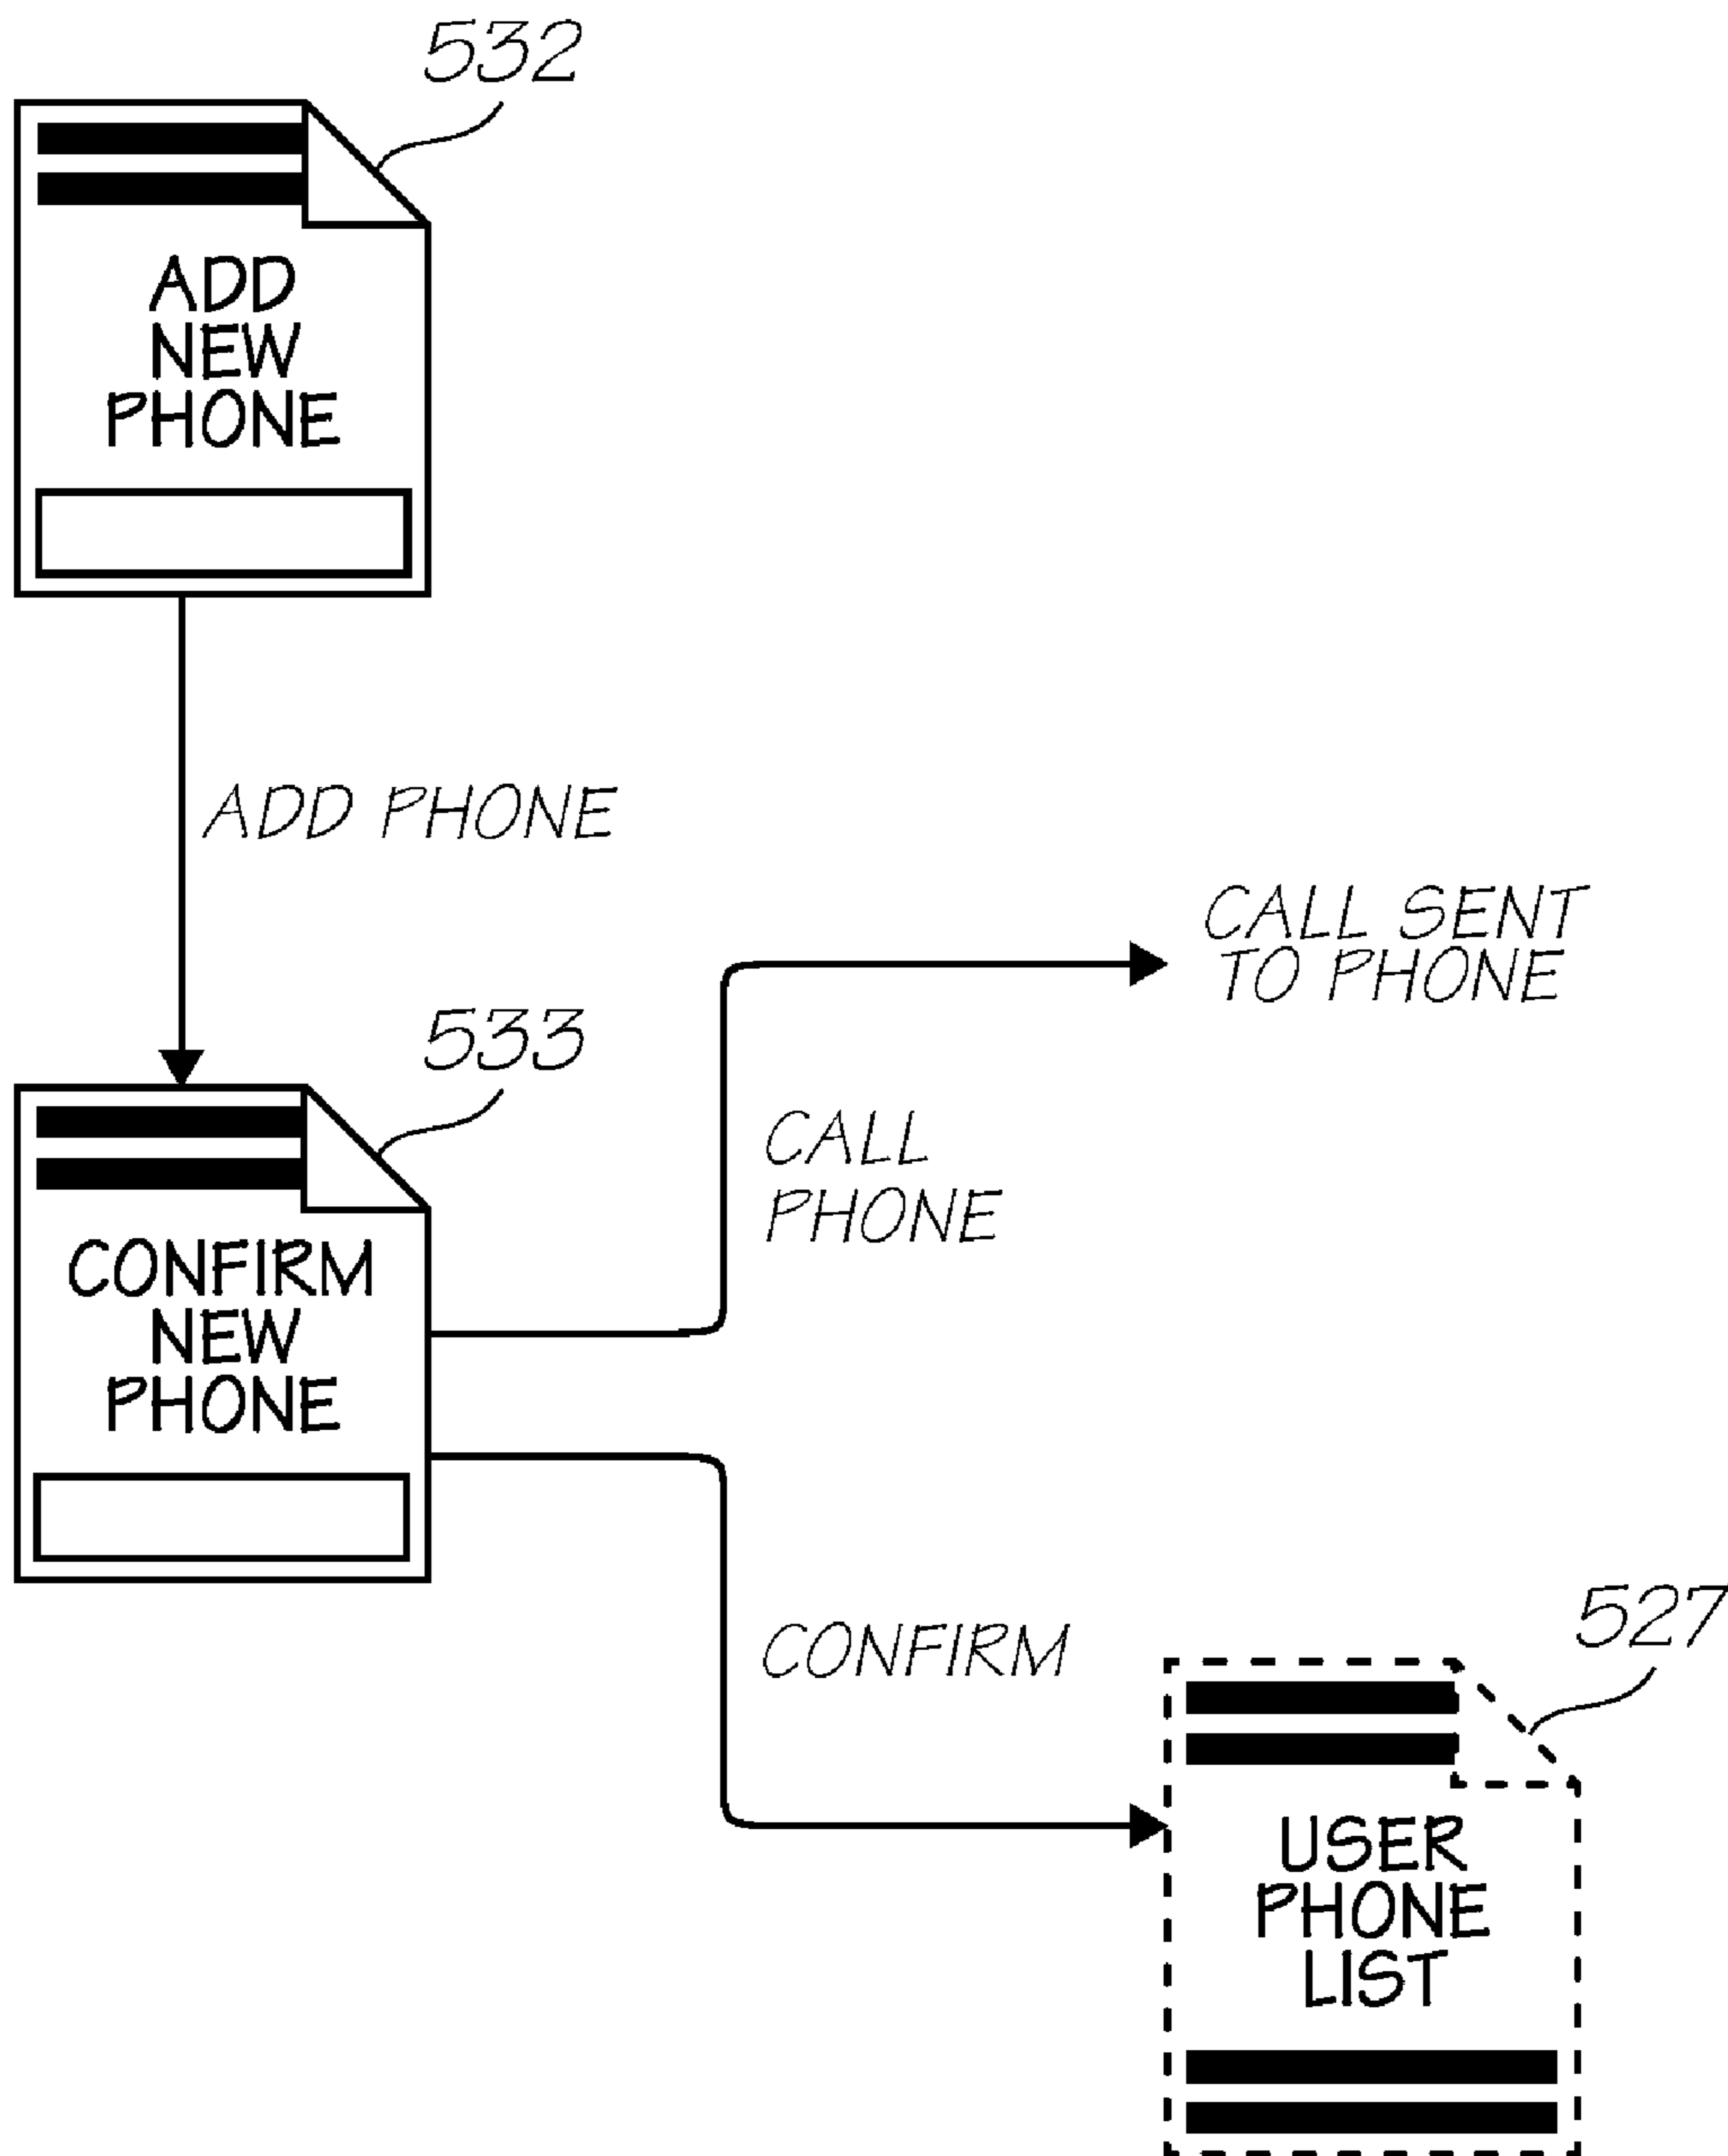 532
ADD
NEW
PHONE
ADD PHONE
CALL SENT
TO PHONE
533
CALL
PHONE
CONFIRM
NEW
PHONE
CONFIRM
527
USER
PHONE
LIST